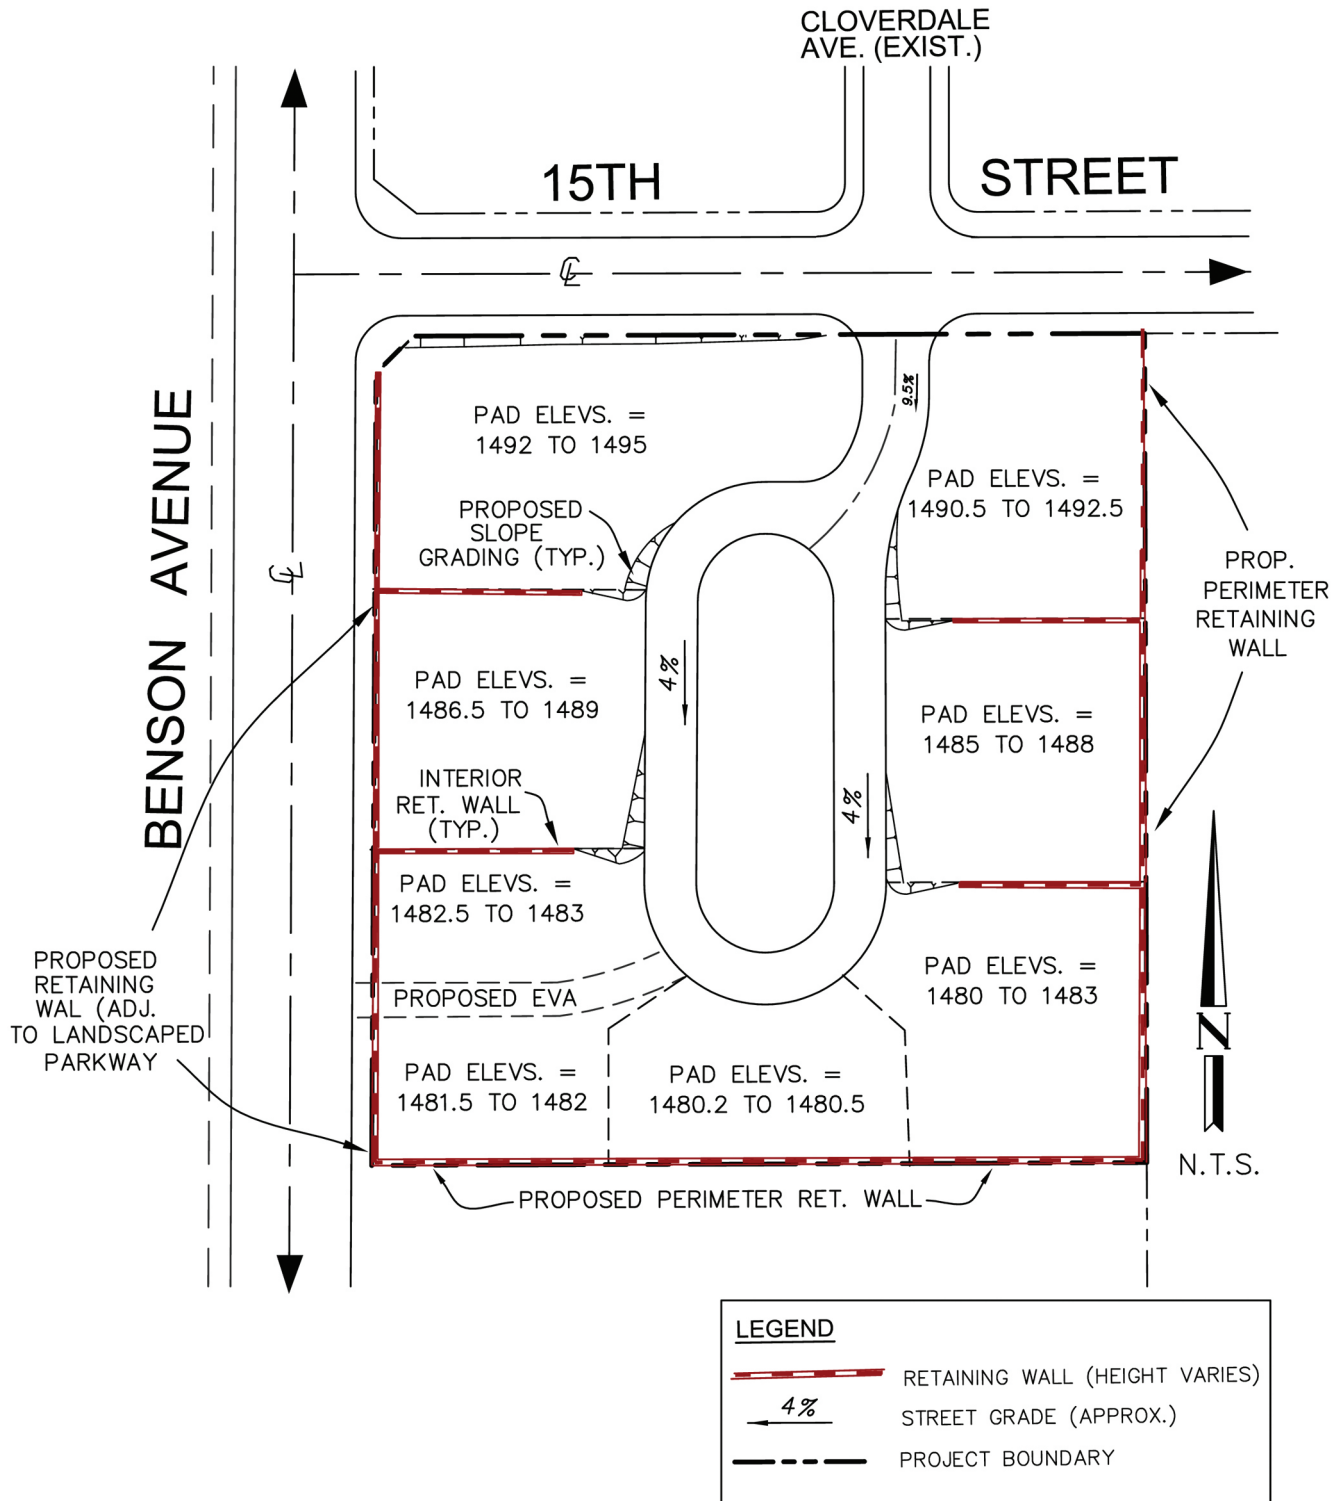 CLOVERDALE
AVE. (EXIST.)
15TH STREET
BENSON AVENUE
9.5%
PAD ELEVS. =
1492 TO 1495
PAD ELEVS. =
1490.5 TO 1492.5
PROPOSED
SLOPE
GRADING (TYP.)
PROP.
PERIMETER
RETAINING
WALL
4%
PAD ELEVS. =
1486.5 TO 1489
PAD ELEVS. =
1485 TO 1488
INTERIOR
RET. WALL
(TYP.)
4%
PAD ELEVS. =
1482.5 TO 1483
PROPOSED
RETAINING
WAL (ADJ.
TO LANDSCAPED
PARKWAY
PROPOSED EVA
PAD ELEVS. =
1480 TO 1483
PAD ELEVS. =
1481.5 TO 1482
PAD ELEVS. =
1480.2 TO 1480.5
N
N.T.S.
PROPOSED PERIMETER RET. WALL
LEGEND
RETAINING WALL (HEIGHT VARIES)
4% STREET GRADE (APPROX.)
PROJECT BOUNDARY